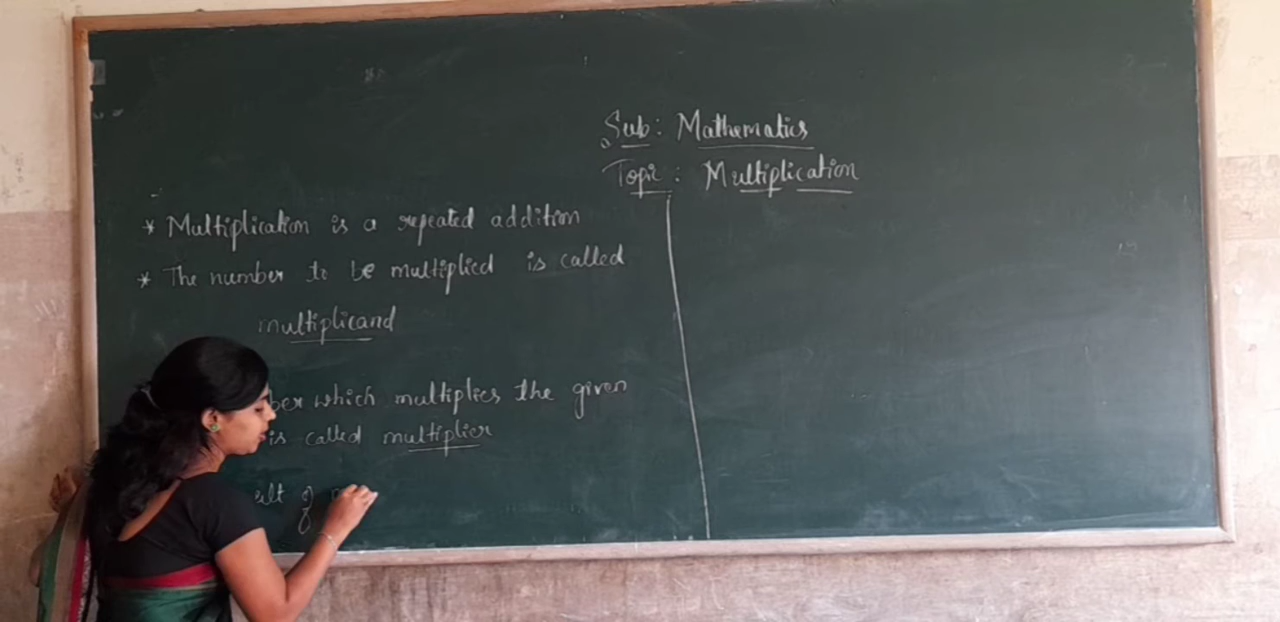 Sub: Mathematics
Topic: Multiplication
* Multiplication is a repeated addition
* The number to be multiplied is called
multiplicand
ber which multiplies the given
is called multiplier
ult of